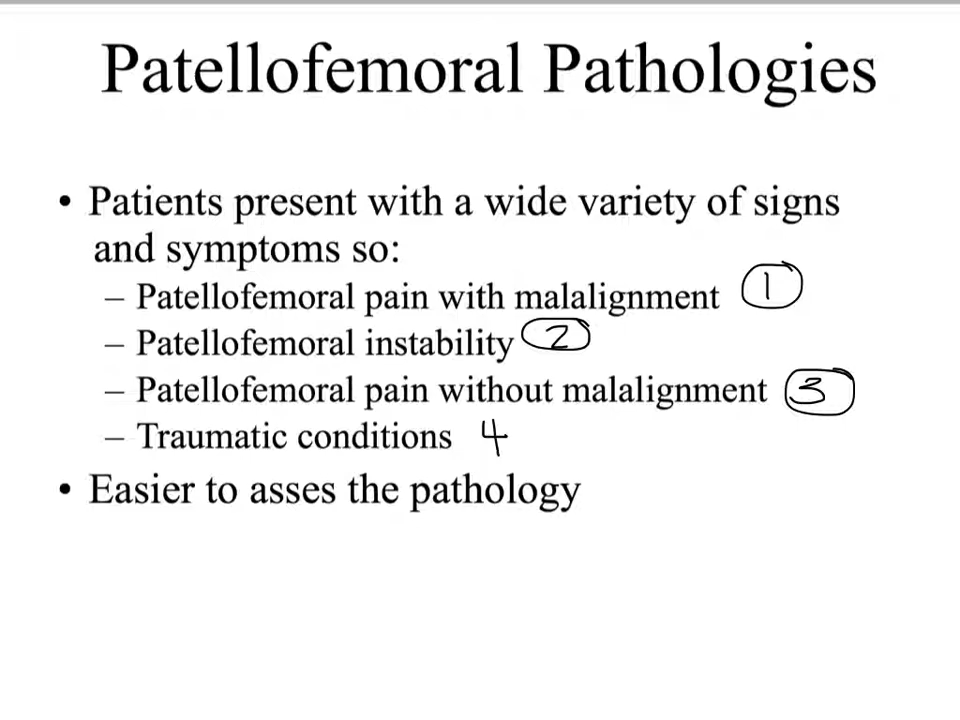 Patellofemoral Pathologies
• Patients present with a wide variety of signs
and symptoms so:
– Patellofemoral pain with malalignment 1
– Patellofemoral instability 2
– Patellofemoral pain without malalignment 3
– Traumatic conditions 4
• Easier to asses the pathology